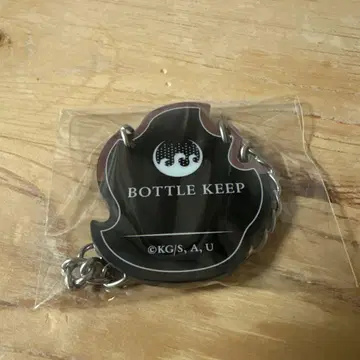 BOTTLE KEEP
©KG/S, A, U